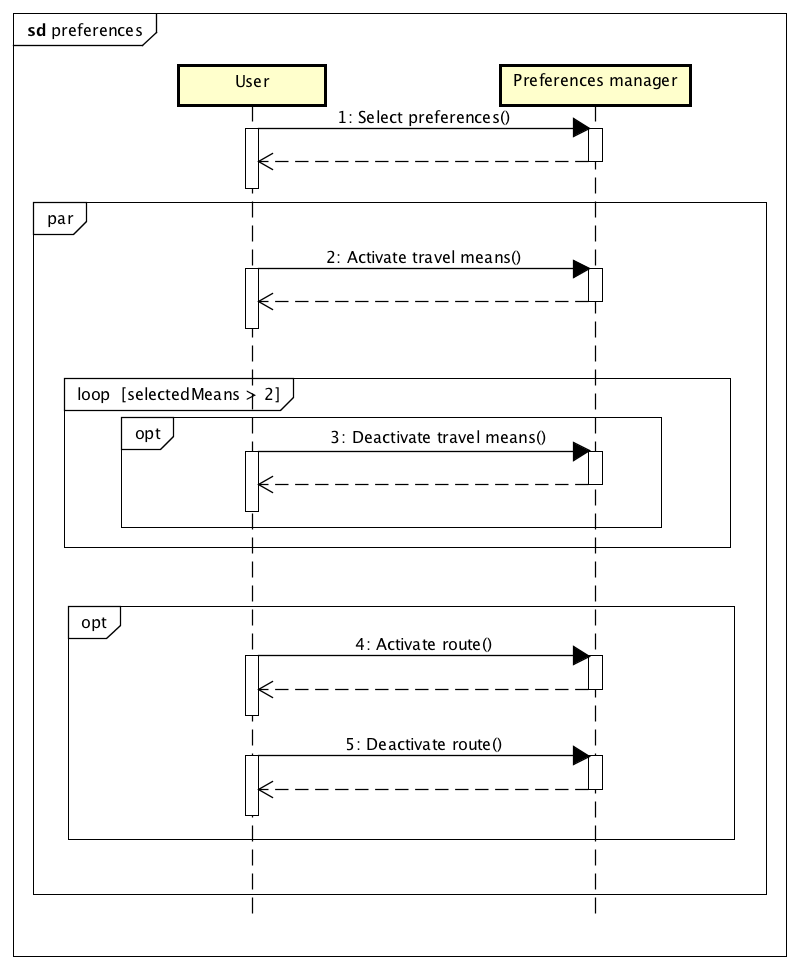 sd preferences
User
Preferences manager
1: Select preferences()
par
2: Activate travel means()
loop [selectedMeans > 2]
opt
3: Deactivate travel means()
opt
4: Activate route()
5: Deactivate route()